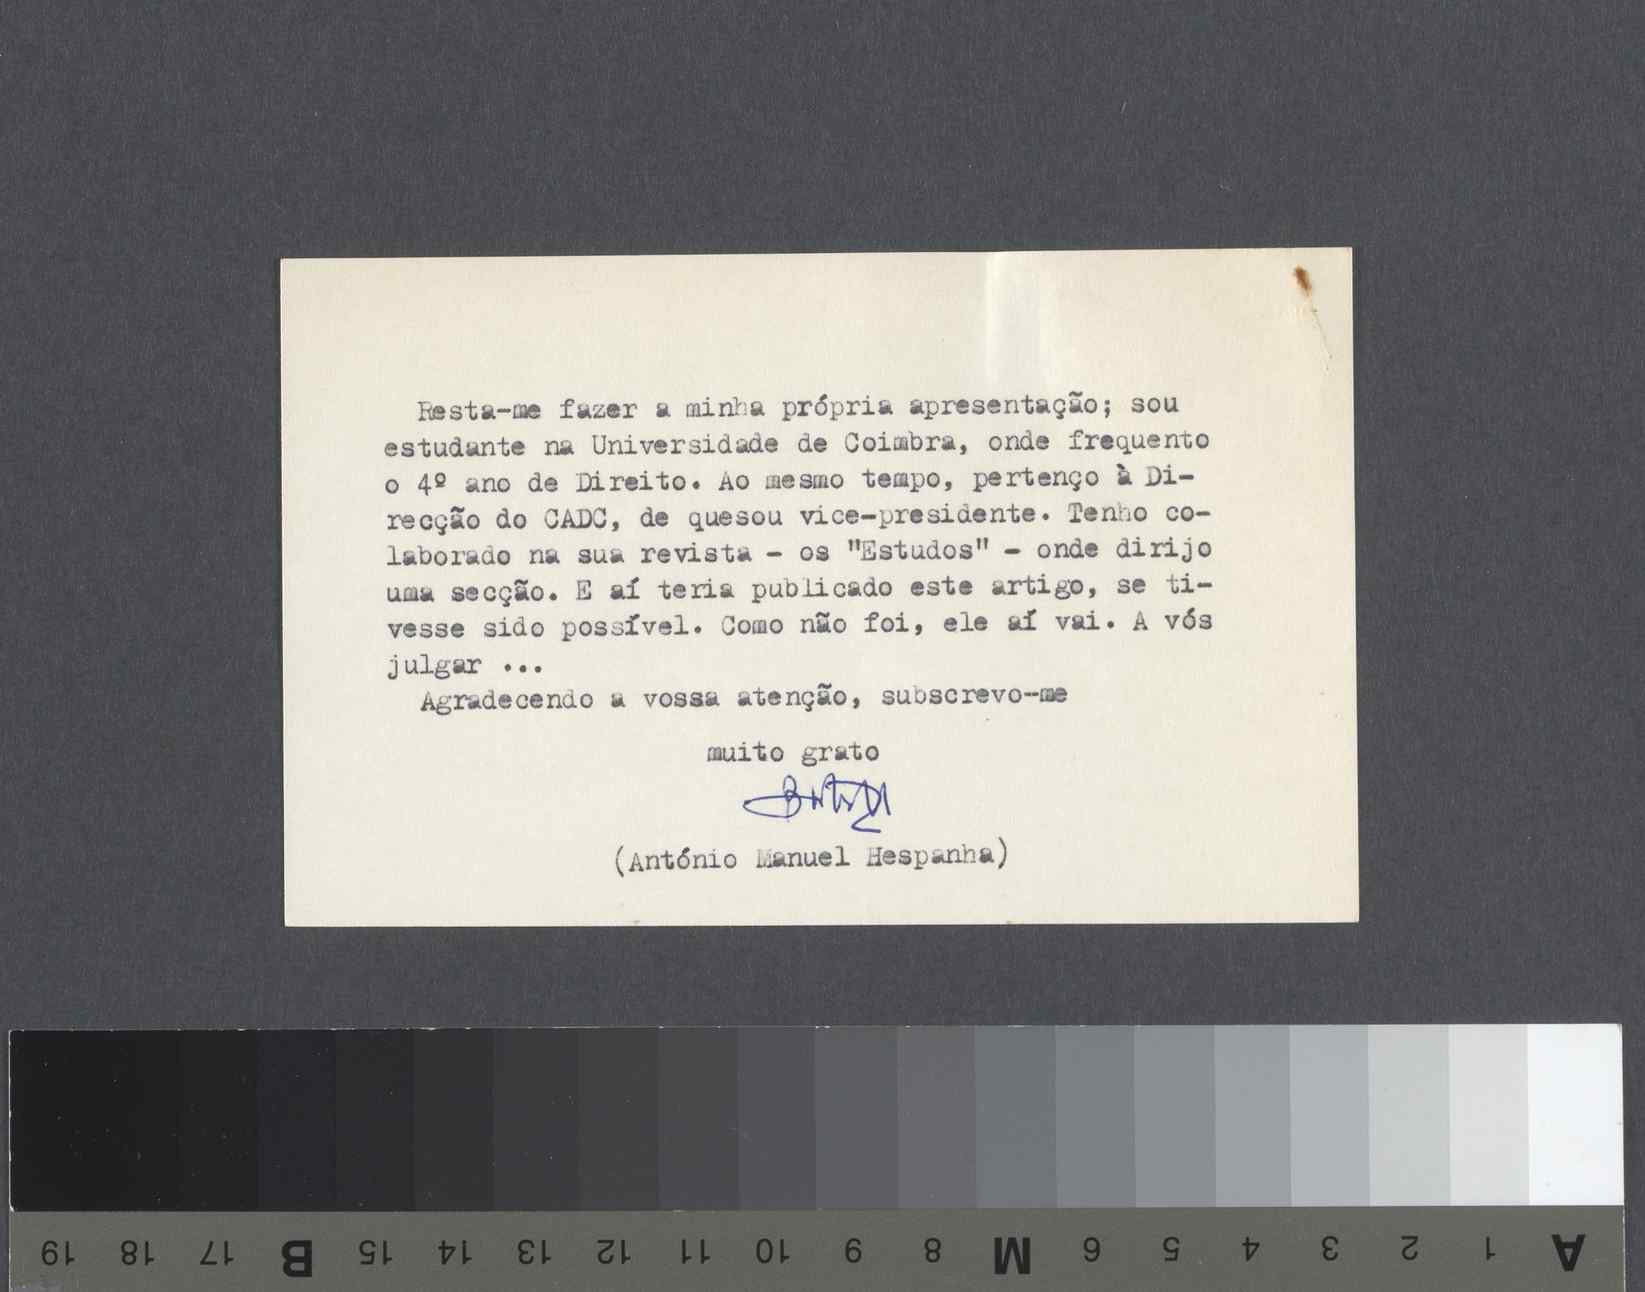 Resta-me fazer a minha própria apresentação; sou
estudante na Universidade de Coimbra, onde frequento
o 4º ano de Direito. Ao mesmo tempo, pertenço à Di-
recção do CADC, de quesou vice-presidente. Tenho co-
laborado na sua revista - os "Estudos" - onde dirijo
uma secção. E aí teria publicado este artigo, se ti-
vesse sido possível. Como não foi, ele aí vai. A vós
julgar ...
Agradecendo a vossa atenção, subscrevo-me
muito grato
(António Manuel Hespanha)
19 18 17 B 15 14 13 12 11 10 9 8 M 6 5 4 3 2 1 A